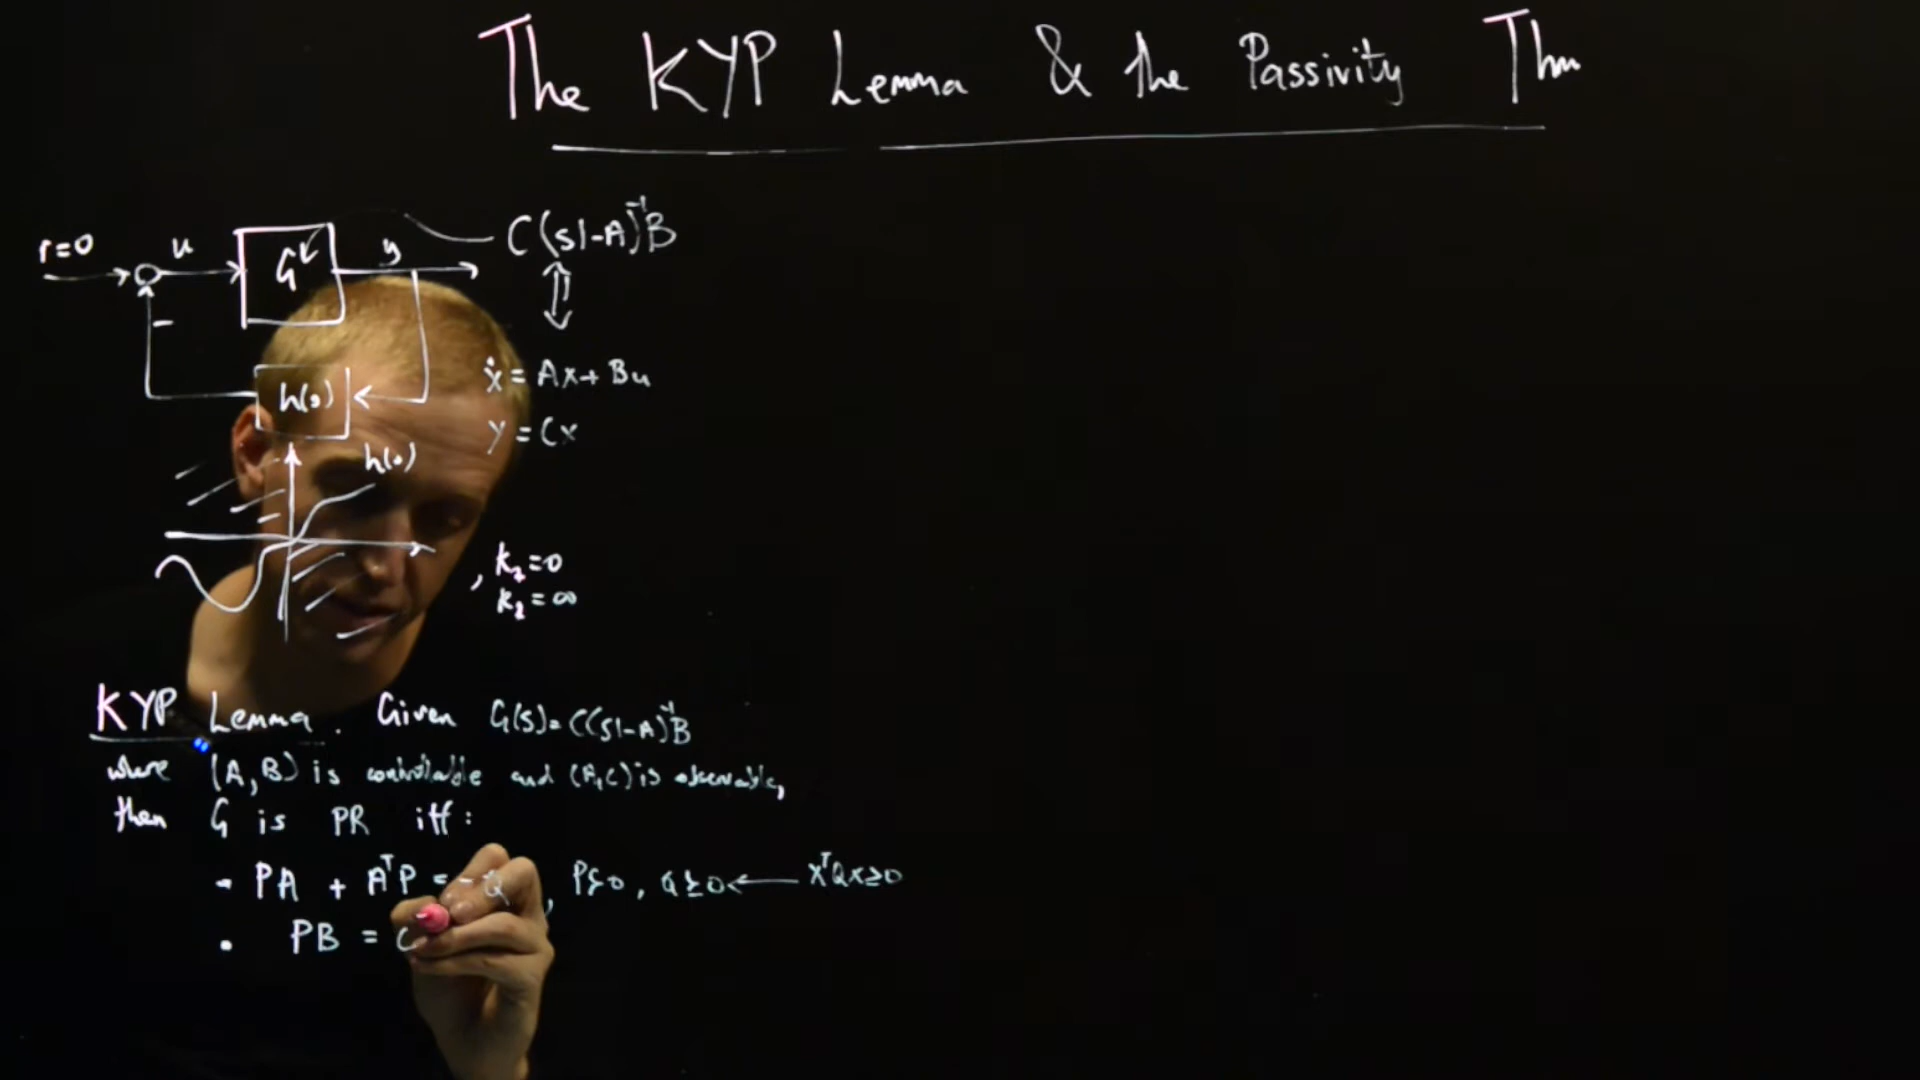 The KYP Lemma & the Passivity Thm
r=0 u G y C(sI-A)⁻¹B
-
h(·)
ẋ = Ax + Bu
y = Cx
h(·)
, k₁=0
k₂=∞
KYP Lemma. Given G(s)=C(sI-A)⁻¹B
where (A,B) is controllable and (A,C) is observable,
then G is PR iff:
- PA + AᵀP = -Q, P≻0, Q⪰0 ← xᵀQx≥0
• PB = C